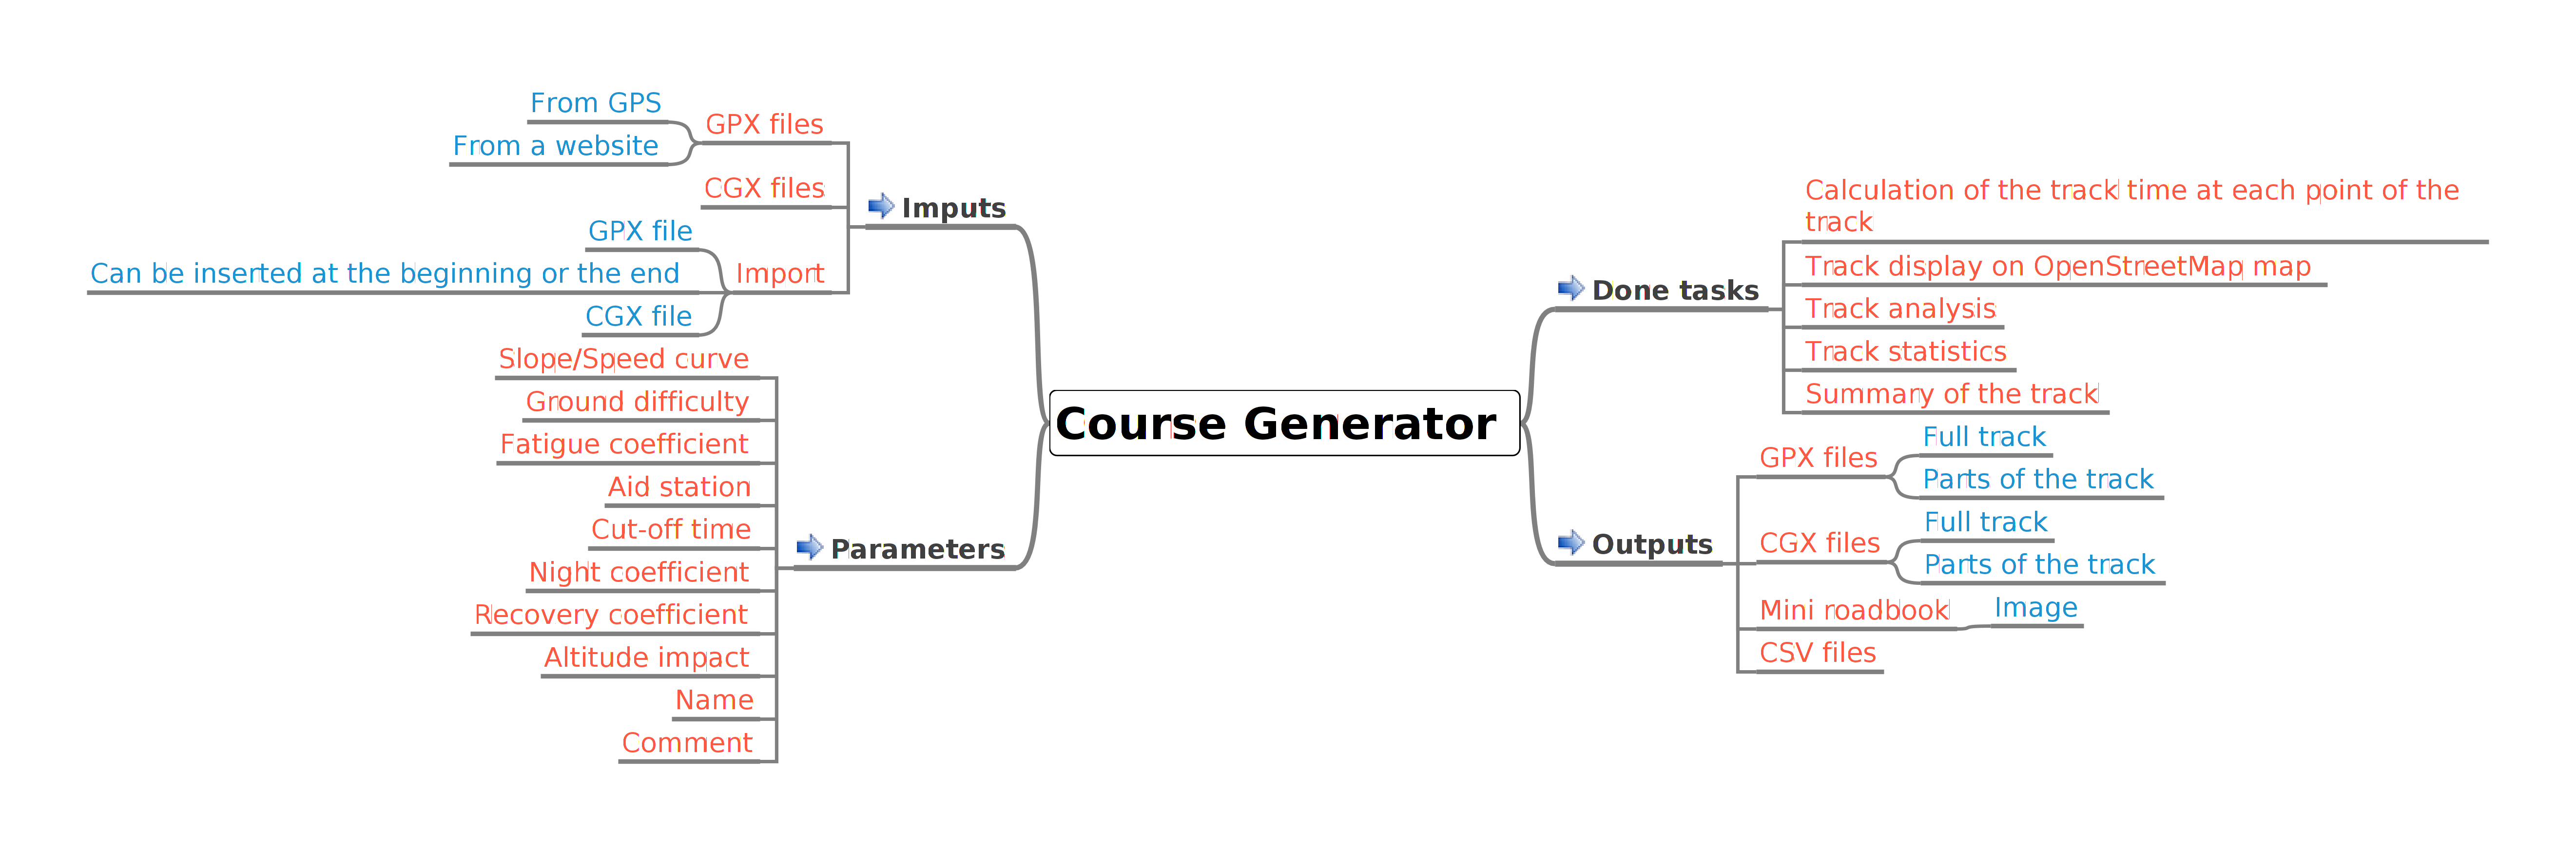 From GPS
From a website
GPX files
CGX files
GPX file
Can be inserted at the beginning or the end
CGX file
Import
Imputs
Slope/Speed curve
Ground difficulty
Fatigue coefficient
Aid station
Cut-off time
Night coefficient
Recovery coefficient
Altitude impact
Name
Comment
Parameters
Course Generator
Done tasks
Calculation of the track time at each point of the
track
Track display on OpenStreetMap map
Track analysis
Track statistics
Summary of the track
Outputs
GPX files
Full track
Parts of the track
CGX files
Full track
Parts of the track
Mini roadbook
Image
CSV files